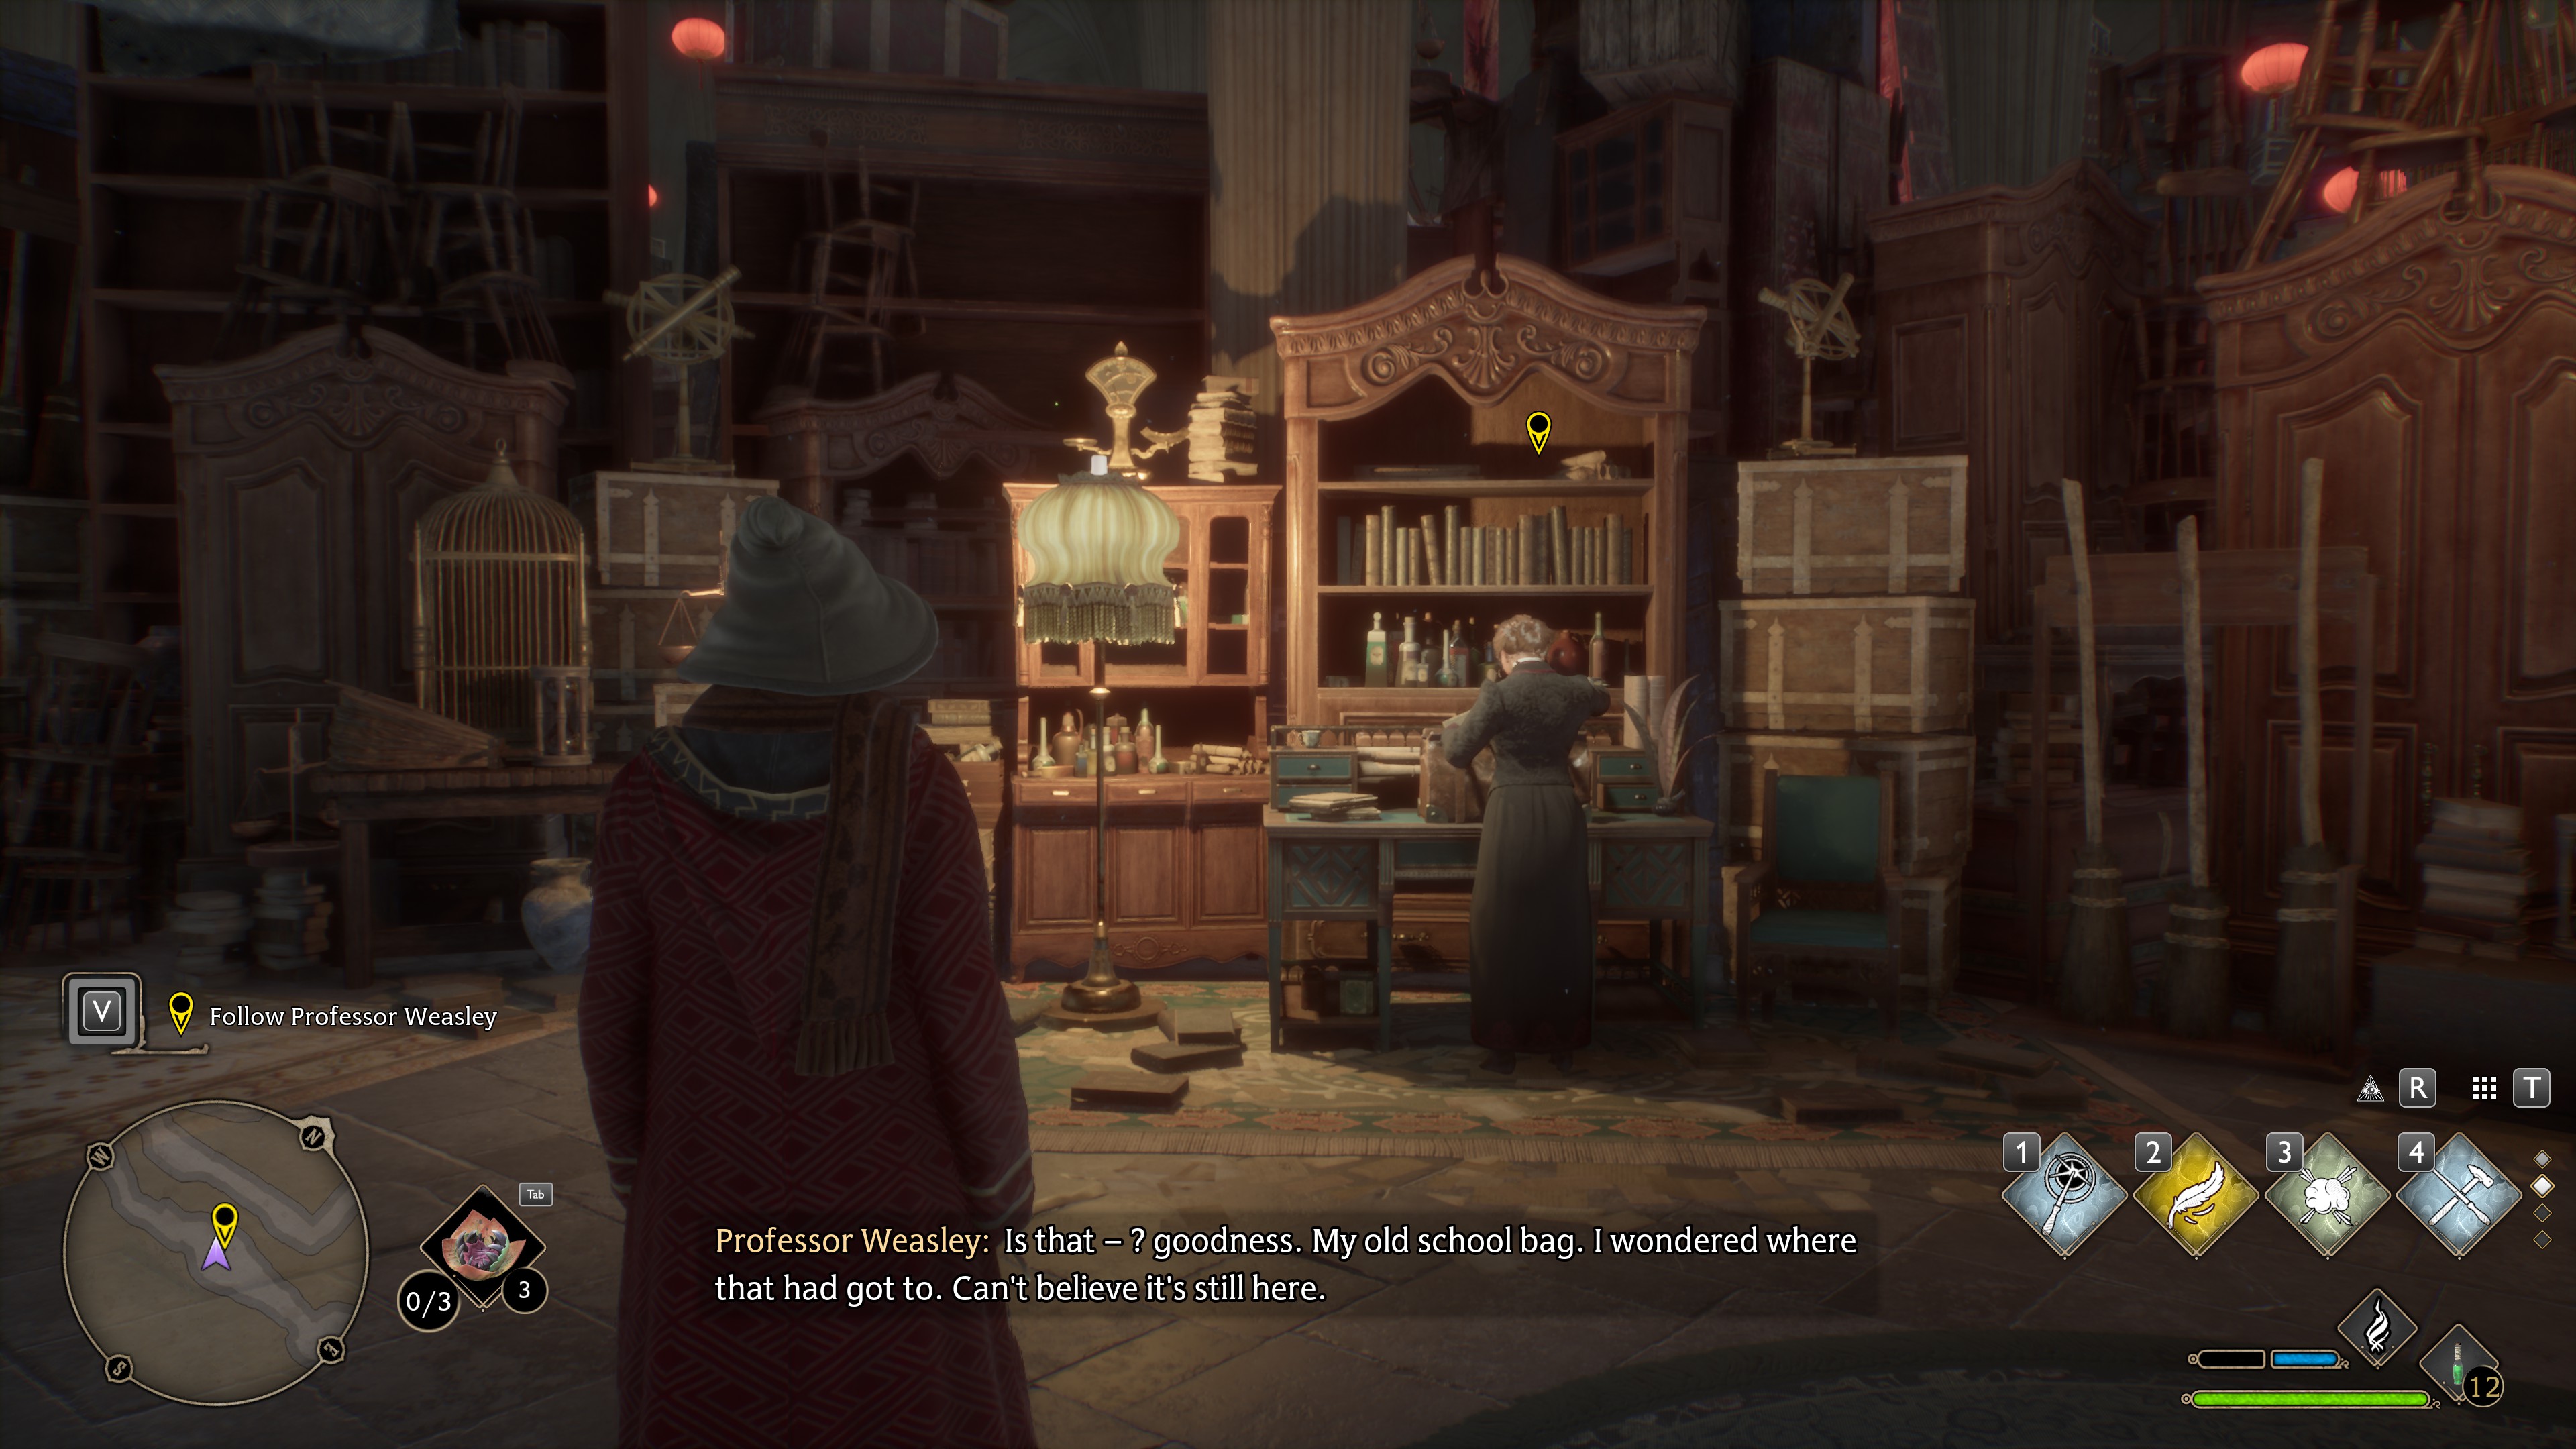 V
Follow Professor Weasley
R
T
N
W
S
E
Tab
0/3
3
1
2
3
4
Professor Weasley: Is that – ? goodness. My old school bag. I wondered where
that had got to. Can't believe it's still here.
12